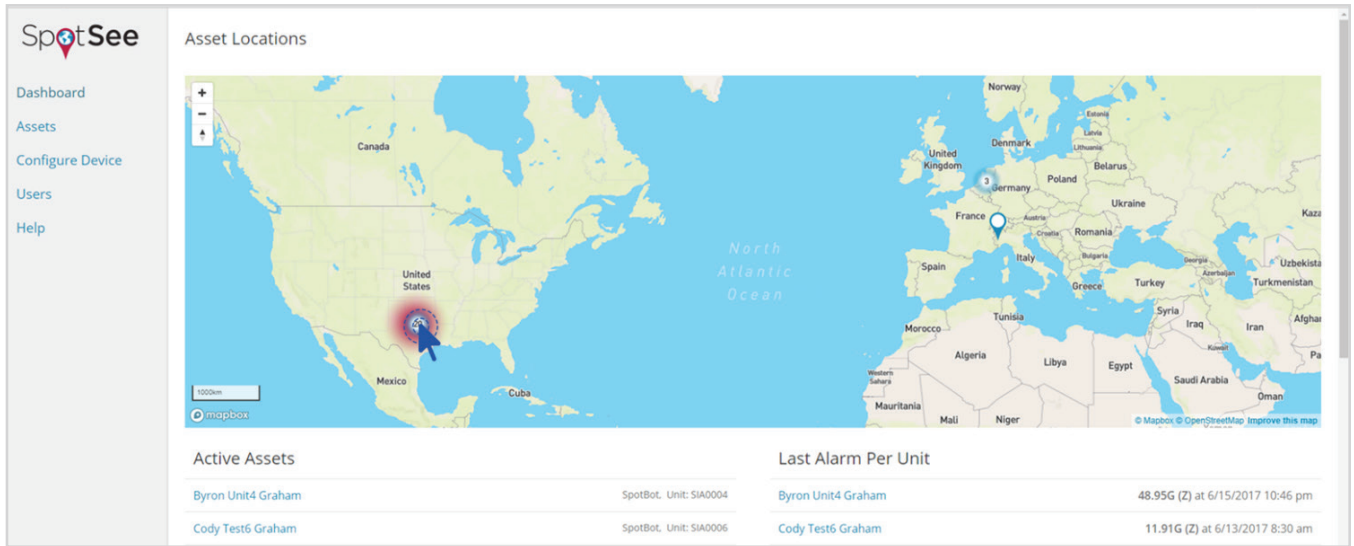 SpotSee
Dashboard
Assets
Configure Device
Users
Help
Asset Locations
+
−
Canada
United
States
Mexico
Cuba
North
Atlantic
Ocean
Norway
Estonia
Latvia
Lithuania
Denmark
United
Kingdom
Belarus
3
Germany
Poland
Ukraine
France
Austria
Croatia
Romania
Kaza
Italy
Bulgaria
Spain
Georgia
Azerbaijan
Uzbekista
Turkmenistan
Greece
Turkey
Syria
Tunisia
Morocco
Iraq
Iran
Afghan
Kuwait
Pa
Algeria
Libya
Egypt
Saudi Arabia
Western
Sahara
Oman
Mauritania
Mali
Niger
1000km
mapbox
© Mapbox © OpenStreetMap Improve this map
Active Assets
Byron Unit4 Graham SpotBot, Unit: SIA0004
Cody Test6 Graham SpotBot, Unit: SIA0006
Last Alarm Per Unit
Byron Unit4 Graham 48.95G (Z) at 6/15/2017 10:46 pm
Cody Test6 Graham 11.91G (Z) at 6/13/2017 8:30 am